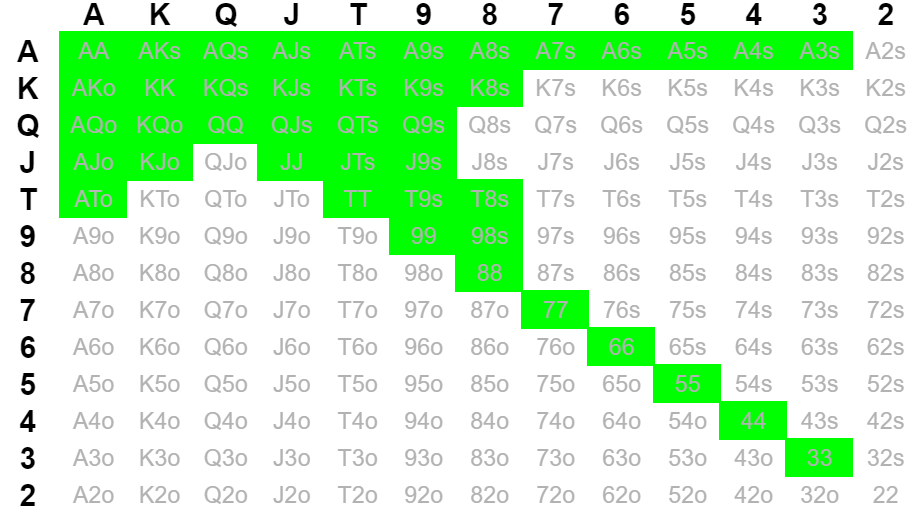 A K Q J T 9 8 7 6 5 4 3 2
A AA AKs AQs AJs ATs A9s A8s A7s A6s A5s A4s A3s A2s
K AKo KK KQs KJs KTs K9s K8s K7s K6s K5s K4s K3s K2s
Q AQo KQo QQ QJs QTs Q9s Q8s Q7s Q6s Q5s Q4s Q3s Q2s
J AJo KJo QJo JJ JTs J9s J8s J7s J6s J5s J4s J3s J2s
T ATo KTo QTo JTo TT T9s T8s T7s T6s T5s T4s T3s T2s
9 A9o K9o Q9o J9o T9o 99 98s 97s 96s 95s 94s 93s 92s
8 A8o K8o Q8o J8o T8o 98o 88 87s 86s 85s 84s 83s 82s
7 A7o K7o Q7o J7o T7o 97o 87o 77 76s 75s 74s 73s 72s
6 A6o K6o Q6o J6o T6o 96o 86o 76o 66 65s 64s 63s 62s
5 A5o K5o Q5o J5o T5o 95o 85o 75o 65o 55 54s 53s 52s
4 A4o K4o Q4o J4o T4o 94o 84o 74o 64o 54o 44 43s 42s
3 A3o K3o Q3o J3o T3o 93o 83o 73o 63o 53o 43o 33 32s
2 A2o K2o Q2o J2o T2o 92o 82o 72o 62o 52o 42o 32o 22